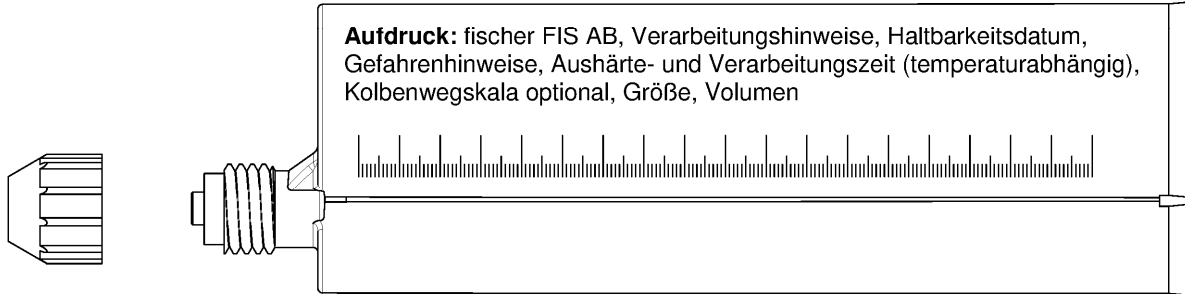 Aufdruck: fischer FIS AB, Verarbeitungshinweise, Haltbarkeitsdatum,
Gefahrenhinweise, Aushärte- und Verarbeitungszeit (temperaturabhängig),
Kolbenwegskala optional, Größe, Volumen